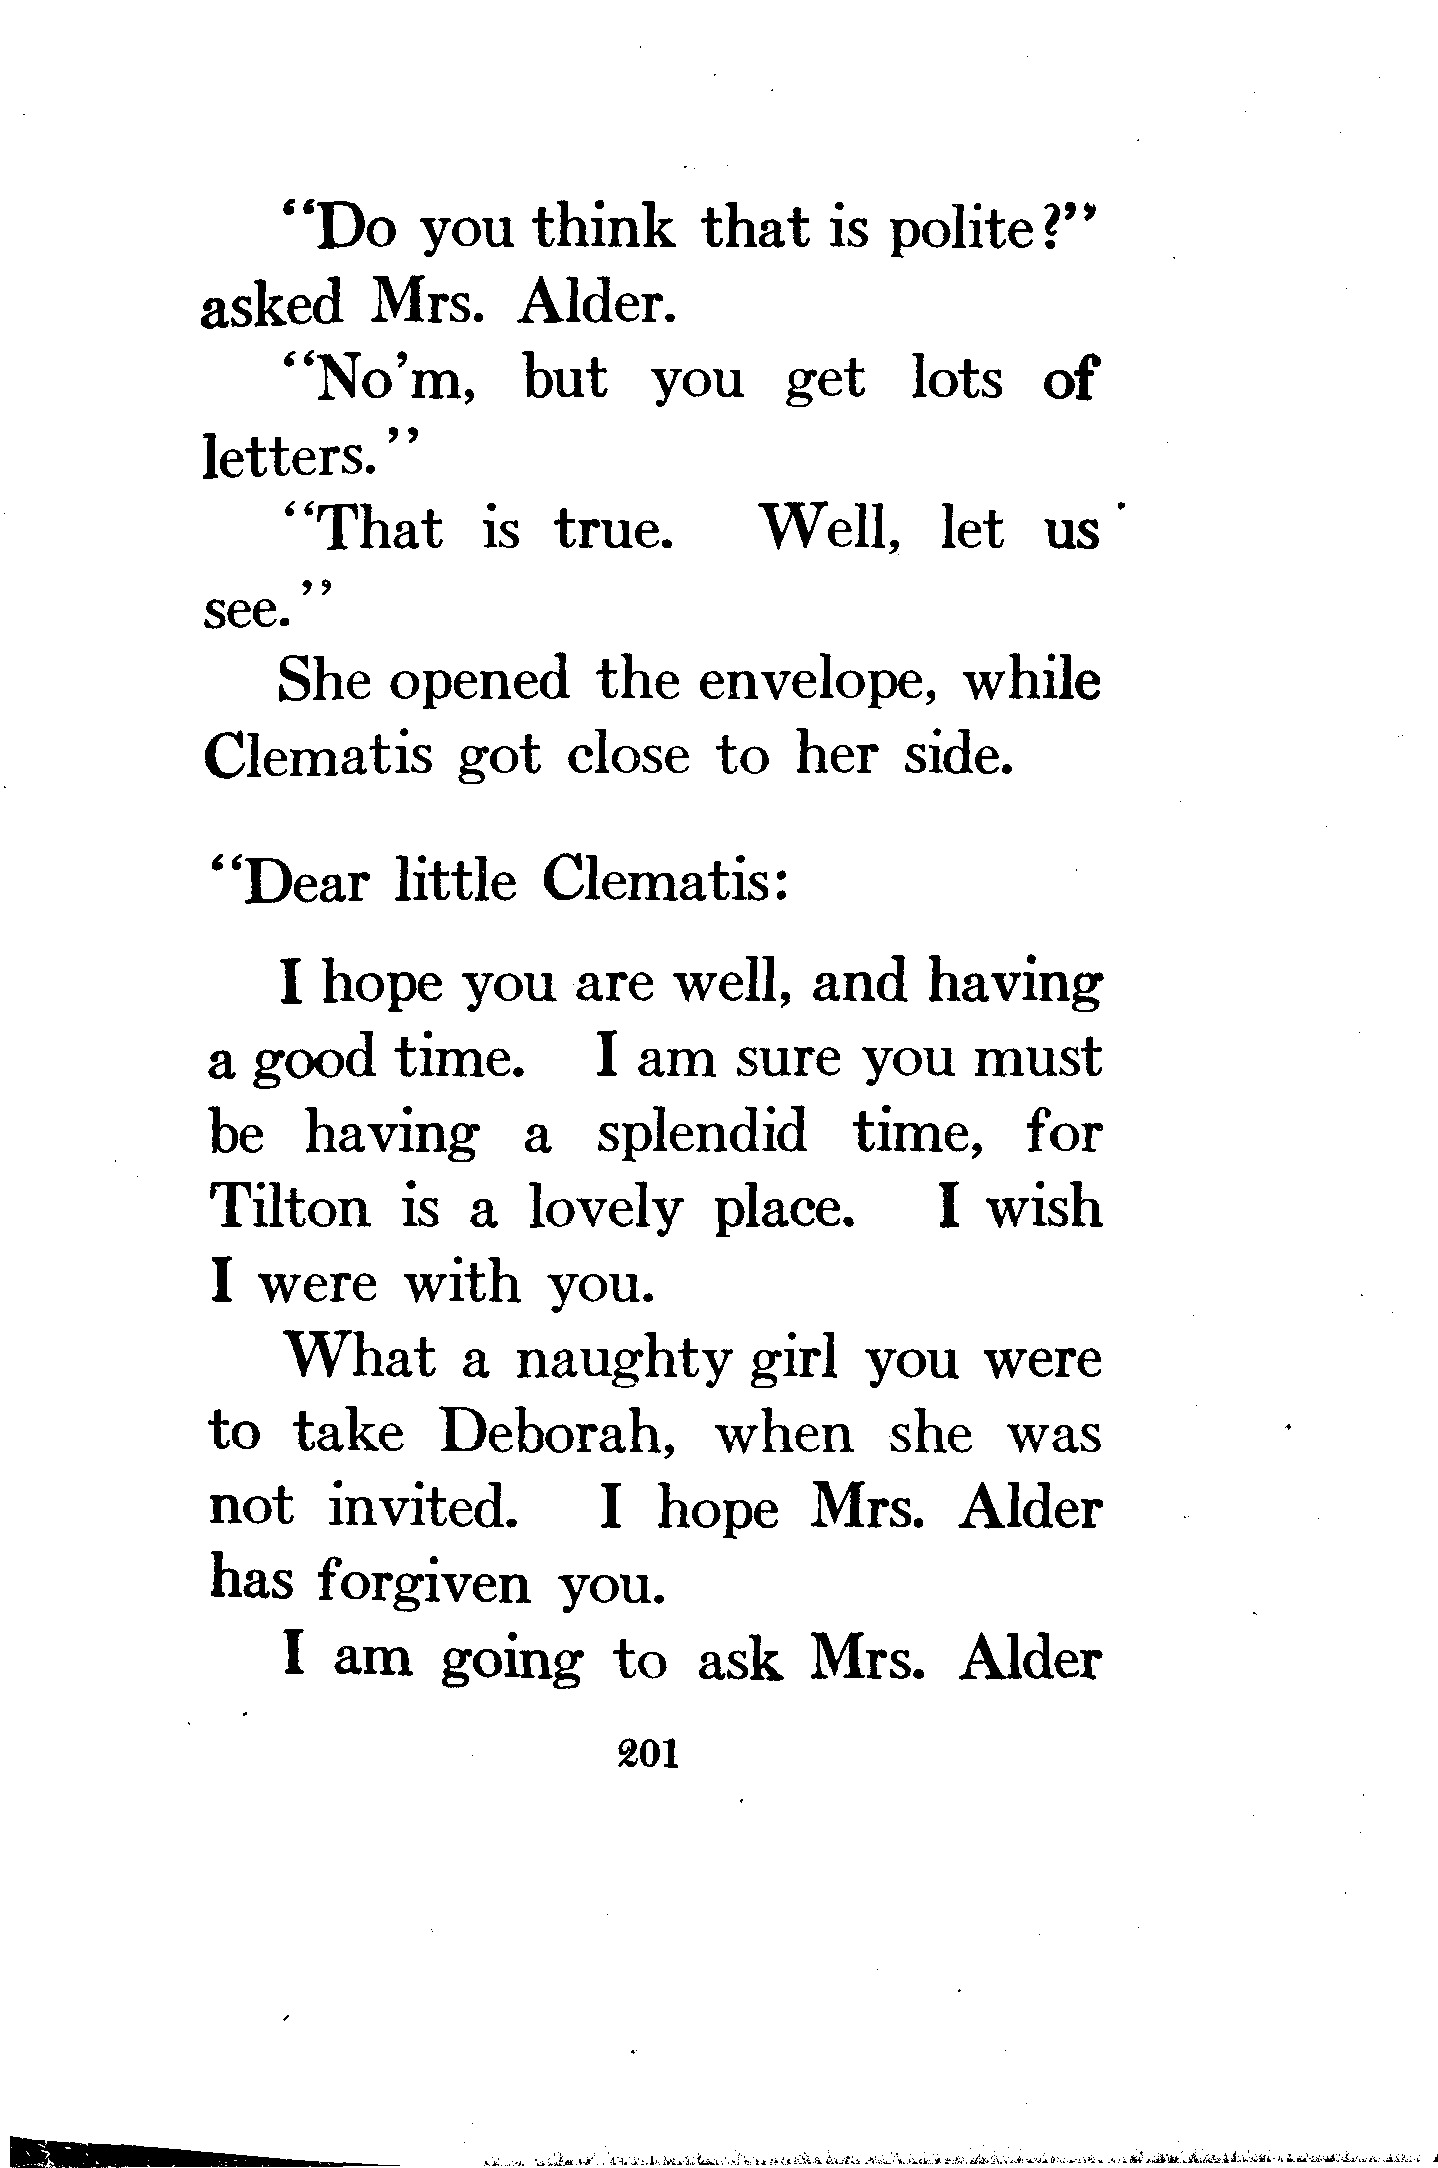 “Do you think that is polite?”
asked Mrs. Alder.
“No’m, but you get lots of
letters.”
“That is true. Well, let us
see.”
She opened the envelope, while
Clematis got close to her side.
“Dear little Clematis:
I hope you are well, and having
a good time. I am sure you must
be having a splendid time, for
Tilton is a lovely place. I wish
I were with you.
What a naughty girl you were
to take Deborah, when she was
not invited. I hope Mrs. Alder
has forgiven you.
I am going to ask Mrs. Alder
201